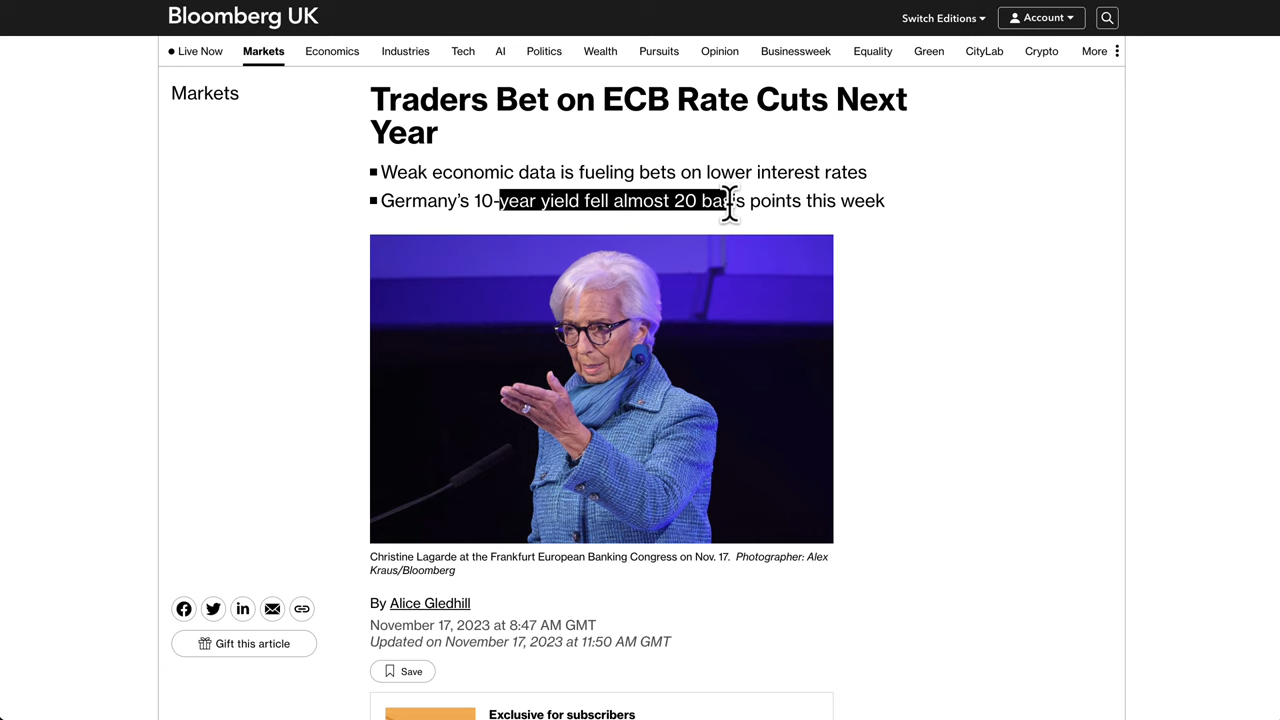 Bloomberg UK
Switch Editions
Account
Live Now
Markets
Economics
Industries
Tech
AI
Politics
Wealth
Pursuits
Opinion
Businessweek
Equality
Green
CityLab
Crypto
More
Markets
Traders Bet on ECB Rate Cuts Next
Year
Weak economic data is fueling bets on lower interest rates
Germany’s 10-year yield fell almost 20 basis points this week
Christine Lagarde at the Frankfurt European Banking Congress on Nov. 17. Photographer: Alex
Kraus/Bloomberg
By Alice Gledhill
November 17, 2023 at 8:47 AM GMT
Updated on November 17, 2023 at 11:50 AM GMT
Gift this article
Save
Exclusive for subscribers